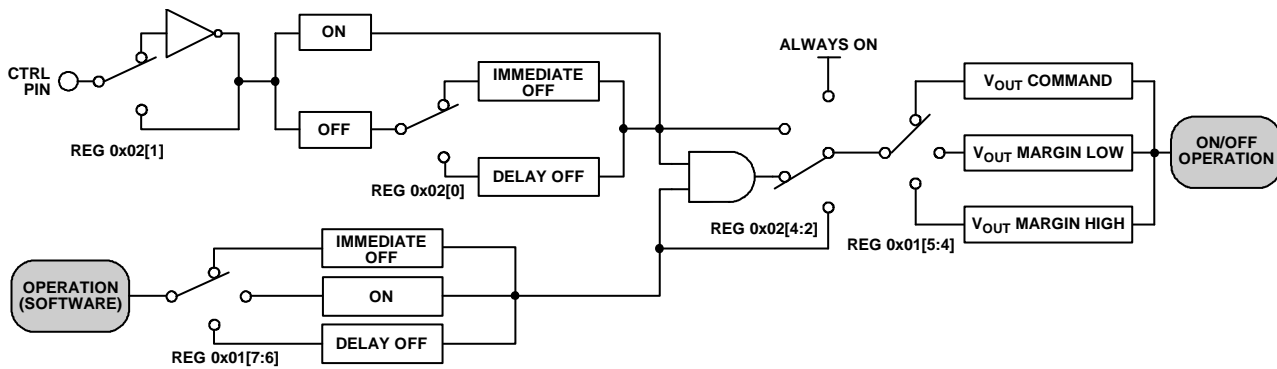 CTRL
PIN
REG 0x02[1]
ON
OFF
IMMEDIATE
OFF
DELAY OFF
REG 0x02[0]
ALWAYS ON
REG 0x02[4:2]
VOUT COMMAND
VOUT MARGIN LOW
VOUT MARGIN HIGH
REG 0x01[5:4]
ON/OFF
OPERATION
OPERATION
(SOFTWARE)
IMMEDIATE
OFF
ON
DELAY OFF
REG 0x01[7:6]